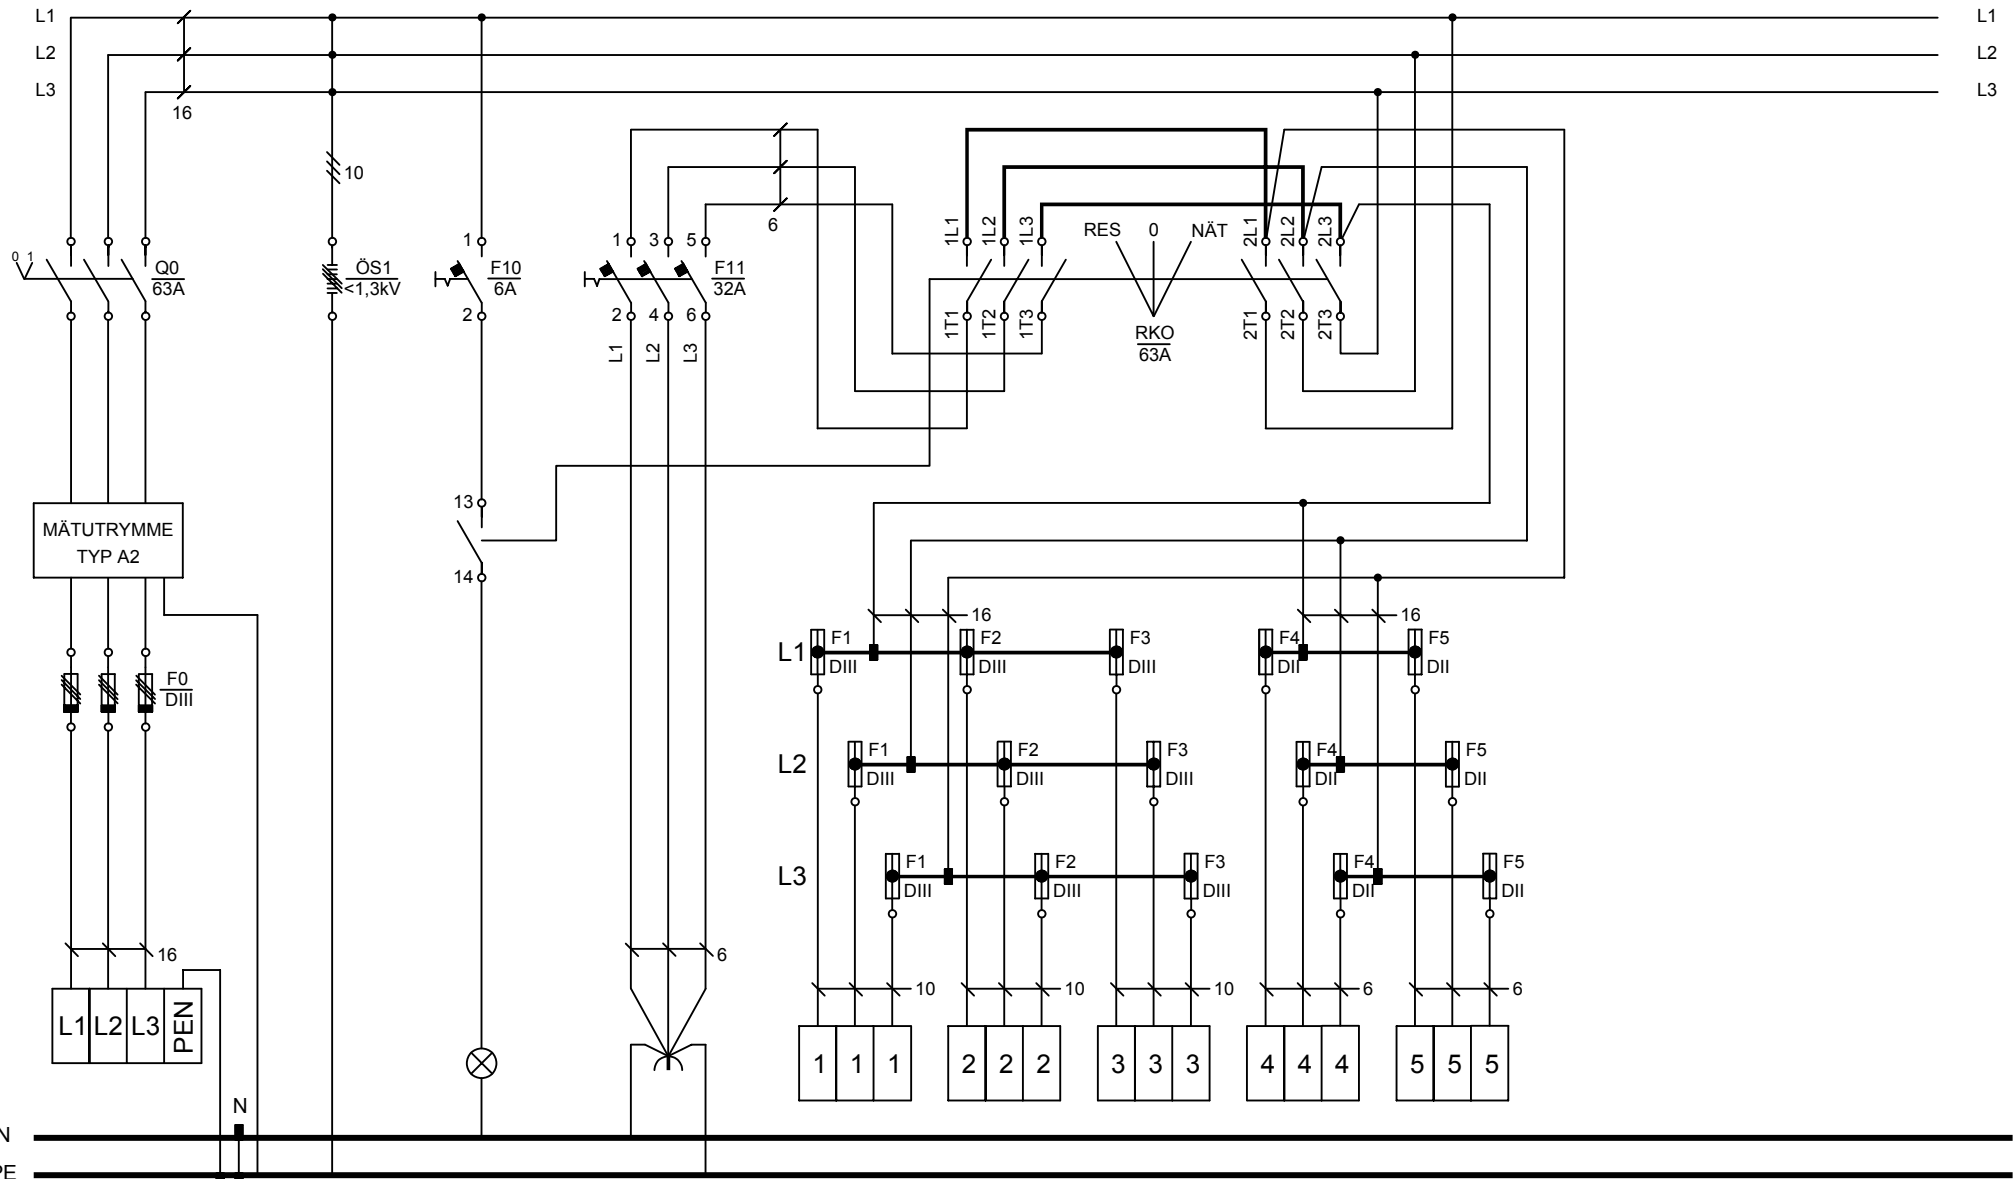 L1 L1
L2 L2
L3 L3
16
10
6
0 1
Q0
63A
ÖS1
<1,3kV
1
F10
6A
2
1 3 5
F11
32A
2 4 6
L1 L2 L3
1L1 1L2 1L3
RES 0 NÄT
2L1 2L2 2L3
1T1 1T2 1T3
RKO
63A
2T1 2T2 2T3
13
14
MÄTUTRYMME
TYP A2
F0
DIII
16 16
L1 F1 F2 F3 F4 F5
DIII DIII DIII DII DII
L2 F1 F2 F3 F4 F5
DIII DIII DIII DII DII
L3 F1 F2 F3 F4 F5
DIII DIII DIII DII DII
16 6
10 10 10 6 6
L1 L2 L3 PEN
1 1 1 2 2 2 3 3 3 4 4 4 5 5 5
N
N
PE